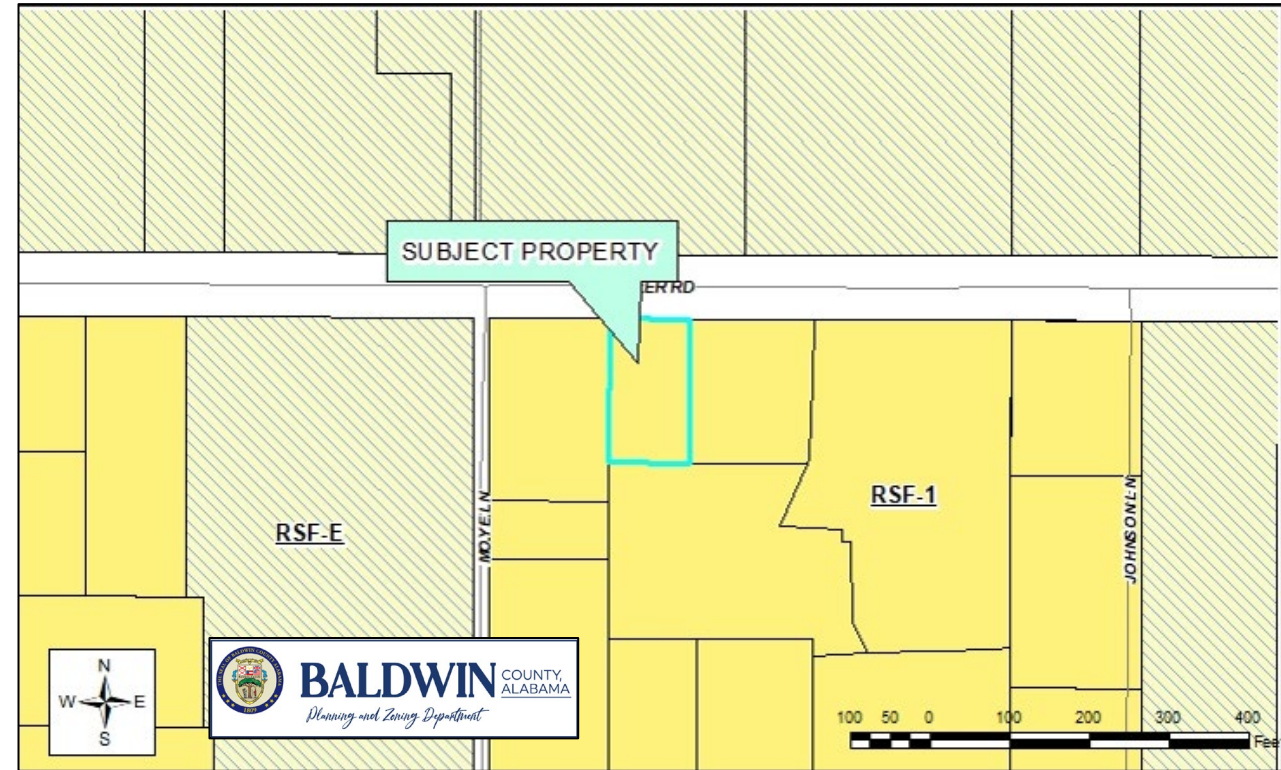 SUBJECT PROPERTY
ER RD
RSF-1
RSF-E
MOYE LN
JOHNSON LN
N
W E
S
BALDWIN COUNTY, ALABAMA
Planning and Zoning Department
1809
100 50 0 100 200 300 400